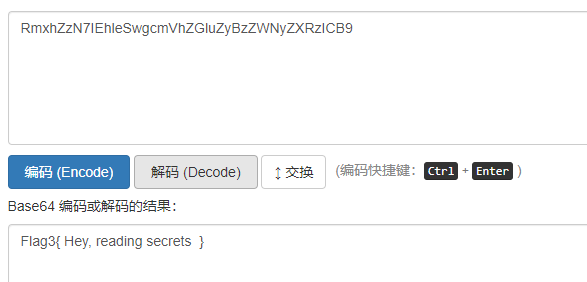 RmxhZzN7IEhleSwgcmVhZGluZyBzZWNyZXRzICB9
编码 (Encode) 解码 (Decode) ↕ 交换 (编码快捷键： Ctrl + Enter )
Base64 编码或解码的结果：
Flag3{ Hey, reading secrets  }